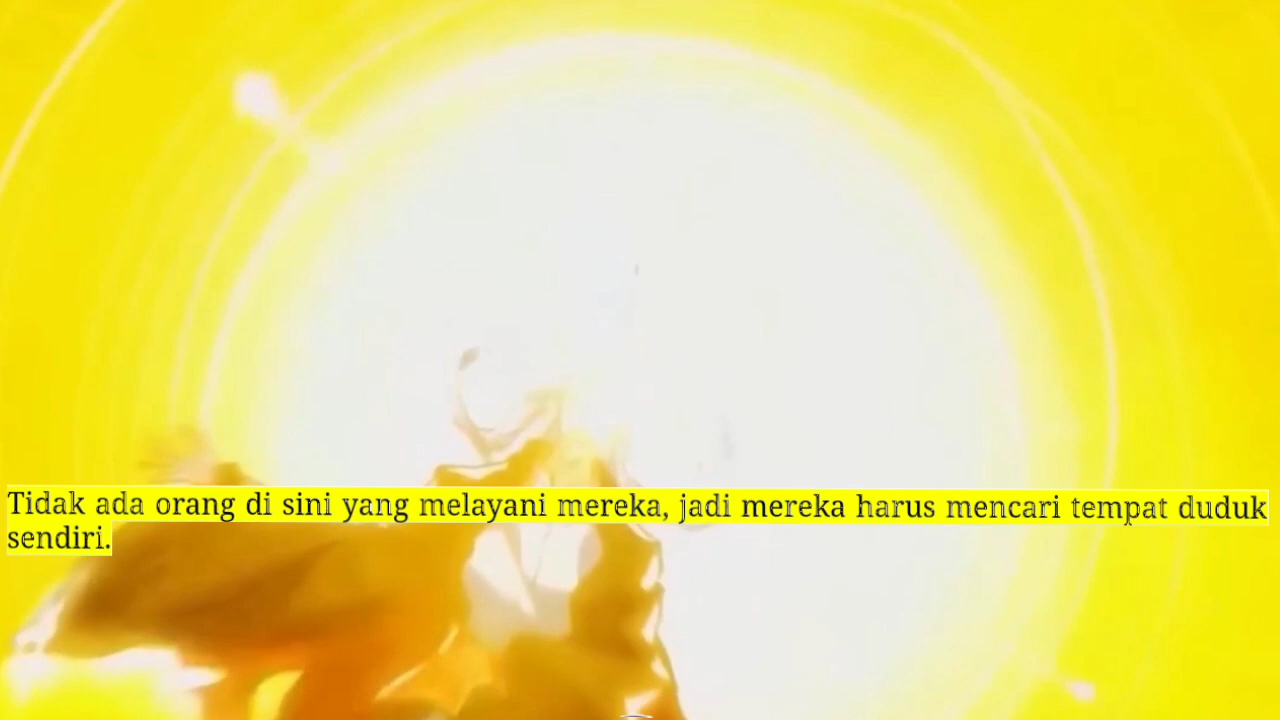 Tidak ada orang di sini yang melayani mereka, jadi mereka harus mencari tempat duduk
sendiri.